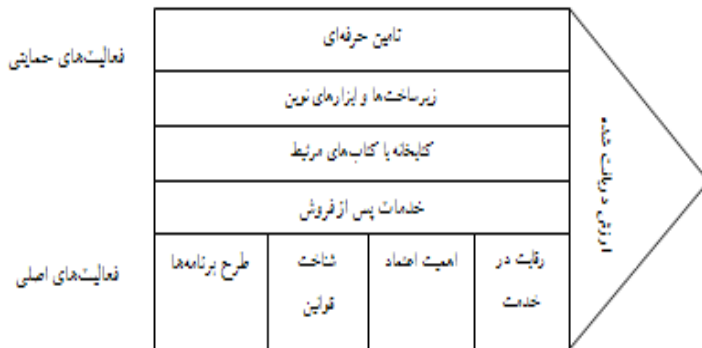 فعالیت‌های حمایتی
تامین حرفه‌ای
زیرساخت‌ها و ابزارهای نوین
کتابخانه با کتاب‌های مرتبط
خدمات پس از فروش
فعالیت‌های اصلی
رقابت در
خدمت
اهمیت اعتماد
شناخت
قوانین
طرح برنامه‌ها
ارزش دریافت شده